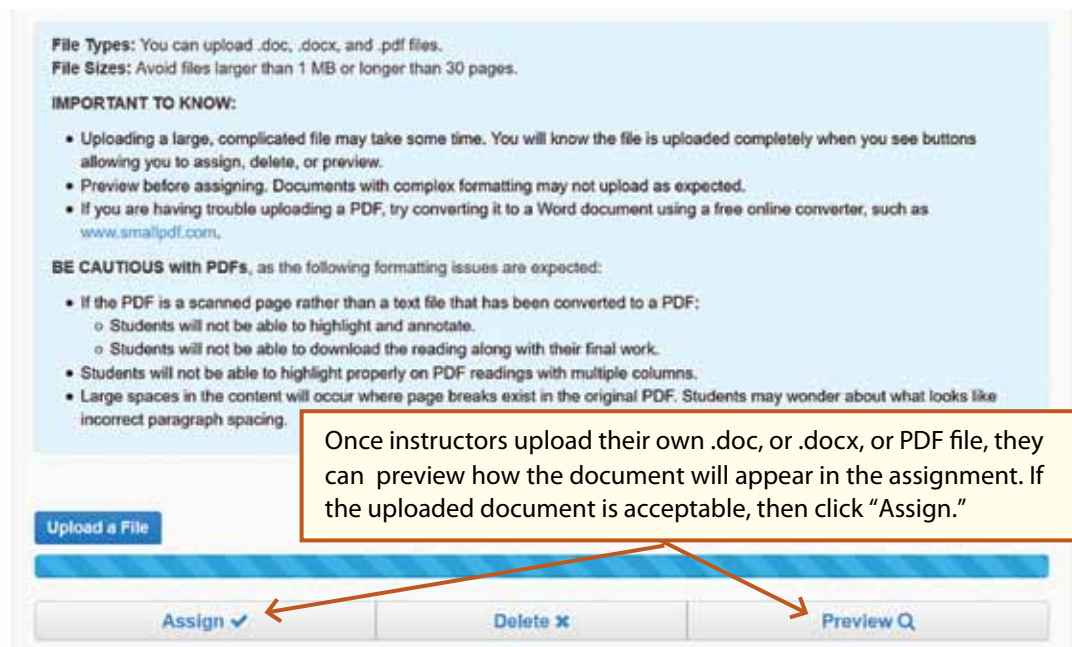 File Types: You can upload .doc, .docx, and .pdf files.
File Sizes: Avoid files larger than 1 MB or longer than 30 pages.
IMPORTANT TO KNOW:
• Uploading a large, complicated file may take some time. You will know the file is uploaded completely when you see buttons
allowing you to assign, delete, or preview.
• Preview before assigning. Documents with complex formatting may not upload as expected.
• If you are having trouble uploading a PDF, try converting it to a Word document using a free online converter, such as
www.smallpdf.com.
BE CAUTIOUS with PDFs, as the following formatting issues are expected:
• If the PDF is a scanned page rather than a text file that has been converted to a PDF:
o Students will not be able to highlight and annotate.
o Students will not be able to download the reading along with their final work.
• Students will not be able to highlight properly on PDF readings with multiple columns.
• Large spaces in the content will occur where page breaks exist in the original PDF. Students may wonder about what looks like
incorrect paragraph spacing.
Once instructors upload their own .doc, or .docx, or PDF file, they
can preview how the document will appear in the assignment. If
the uploaded document is acceptable, then click “Assign.”
Upload a File
Assign ✔
Delete ✖
Preview